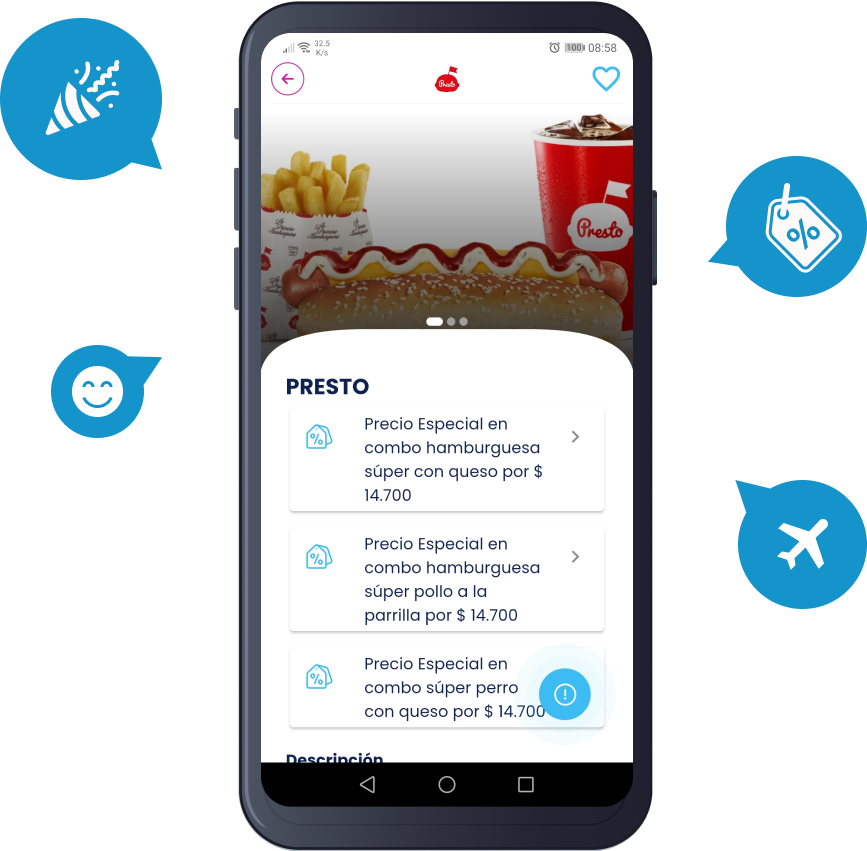 32.5
K/s
100
08:58
Presto
Presto
PRESTO
Precio Especial en
combo hamburguesa
súper con queso por $
14.700
Precio Especial en
combo hamburguesa
súper pollo a la
parrilla por $ 14.700
Precio Especial en
combo súper perro
con queso por $ 14.700
Descripción